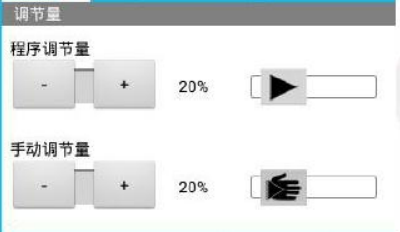 调节量
程序调节量
- + 20%
手动调节量
- + 20%